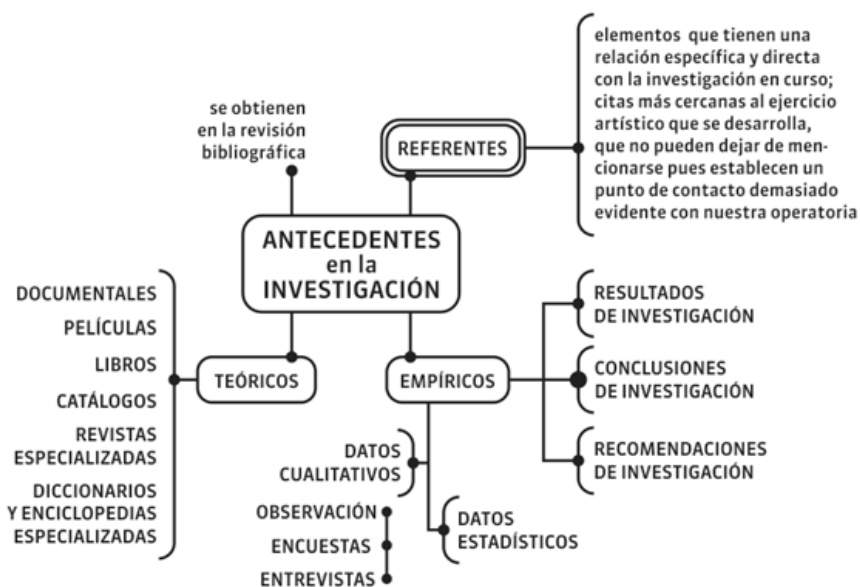 se obtienen
en la revisión
bibliográfica
REFERENTES
elementos que tienen una
relación específica y directa
con la investigación en curso;
citas más cercanas al ejercicio
artístico que se desarrolla,
que no pueden dejar de men-
cionarse pues establecen un
punto de contacto demasiado
evidente con nuestra operatoria
ANTECEDENTES
en la
INVESTIGACIÓN
TEÓRICOS
DOCUMENTALES
PELÍCULAS
LIBROS
CATÁLOGOS
REVISTAS
ESPECIALIZADAS
DICCIONARIOS
Y ENCICLOPEDIAS
ESPECIALIZADAS
EMPÍRICOS
RESULTADOS
DE INVESTIGACIÓN
CONCLUSIONES
DE INVESTIGACIÓN
RECOMENDACIONES
DE INVESTIGACIÓN
DATOS
CUALITATIVOS
OBSERVACIÓN
ENCUESTAS
ENTREVISTAS
DATOS
ESTADÍSTICOS